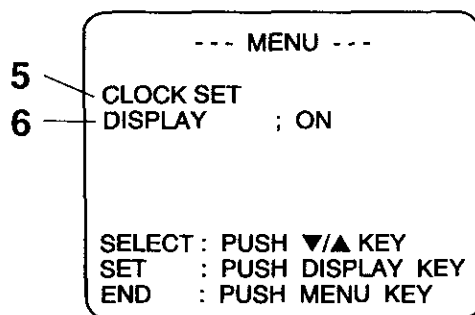 --- MENU ---
5 CLOCK SET
6 DISPLAY ; ON
SELECT : PUSH ▼/▲ KEY
SET : PUSH DISPLAY KEY
END : PUSH MENU KEY